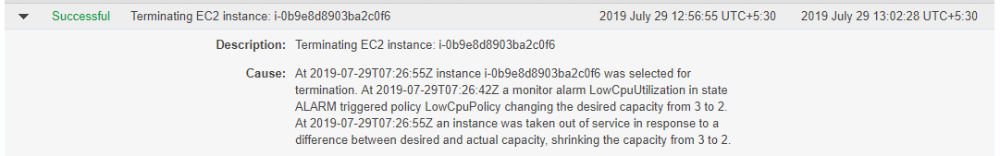 Successful Terminating EC2 instance: i-0b9e8d8903ba2c0f6 2019 July 29 12:56:55 UTC+5:30 2019 July 29 13:02:28 UTC+5:30
Description: Terminating EC2 instance: i-0b9e8d8903ba2c0f6
Cause: At 2019-07-29T07:26:55Z instance i-0b9e8d8903ba2c0f6 was selected for
termination. At 2019-07-29T07:26:42Z a monitor alarm LowCpuUtilization in state
ALARM triggered policy LowCpuPolicy changing the desired capacity from 3 to 2.
At 2019-07-29T07:26:55Z an instance was taken out of service in response to a
difference between desired and actual capacity, shrinking the capacity from 3 to 2.